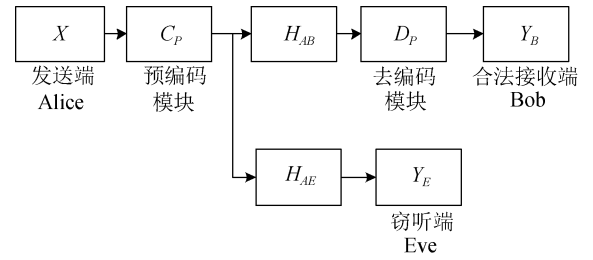 X
C_P
H_AB
D_P
Y_B
发送端
Alice
预编码
模块
去编码
模块
合法接收端
Bob
H_AE
Y_E
窃听端
Eve